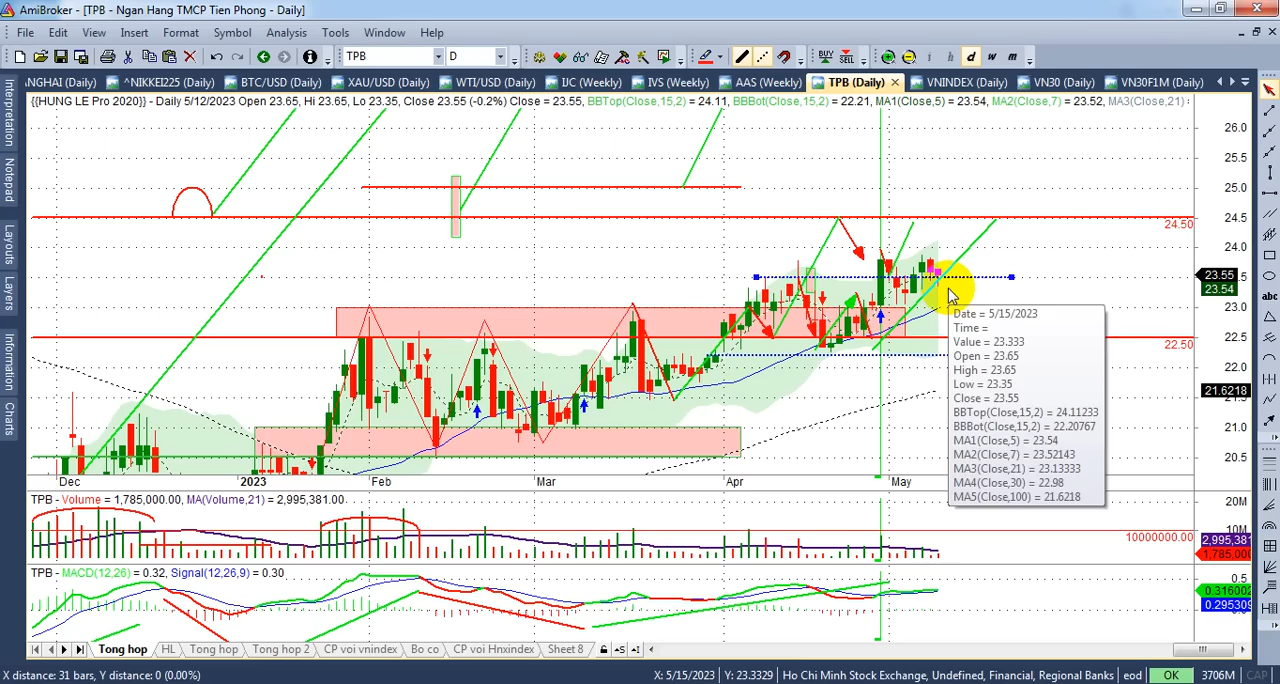 AmiBroker - [TPB - Ngan Hang TMCP Tien Phong - Daily]
File Edit View Insert Format Symbol Analysis Tools Window Help
TPB D BUY SELL i h d w m
NGHAI (Daily) ^NIKKEI225 (Daily) BTC/USD (Daily) XAU/USD (Daily) WTI/USD (Daily) IJC (Weekly) IVS (Weekly) AAS (Weekly) TPB (Daily) VNINDEX (Daily) VN30 (Daily) VN30F1M (Daily)
{{HUNG LE Pro 2020}} - Daily 5/12/2023 Open 23.65, Hi 23.65, Lo 23.35, Close 23.55 (-0.2%) Close = 23.55, BBTop(Close,15,2) = 24.11, BBBot(Close,15,2) = 22.21, MA1(Close,5) = 23.54, MA2(Close,7) = 23.52, MA3(Close,21) =
Interpretation
Notepad
Layouts
Layers
Information
Charts
abc
26.0
25.5
25.0
24.5
24.50
24.0
23.55
23.54
23.0
22.5
22.50
22.0
21.6218
21.0
20.5
Date = 5/15/2023
Time =
Value = 23.333
Open = 23.65
High = 23.65
Low = 23.35
Close = 23.55
BBTop(Close,15,2) = 24.11233
BBBot(Close,15,2) = 22.20767
MA1(Close,5) = 23.54
MA2(Close,7) = 23.52143
MA3(Close,21) = 23.13333
MA4(Close,30) = 22.98
MA5(Close,100) = 21.6218
Dec 2023 Feb Mar Apr May
TPB - Volume = 1,785,000.00, MA(Volume,21) = 2,995,381.00
20M
10M
10000000.00
2,995,381
1,785,000
TPB - MACD(12,26) = 0.32, Signal(12,26,9) = 0.30
0.5
0.316002
0.295309
Tong hop HL Tong hop Tong hop 2 CP voi vnindex Bo co CP voi Hnxindex Sheet 8
X distance: 31 bars, Y distance: 0 (0.00%) X: 5/15/2023 Y: 23.3329 Ho Chi Minh Stock Exchange, Undefined, Financial, Regional Banks eod OK 3706M CAP